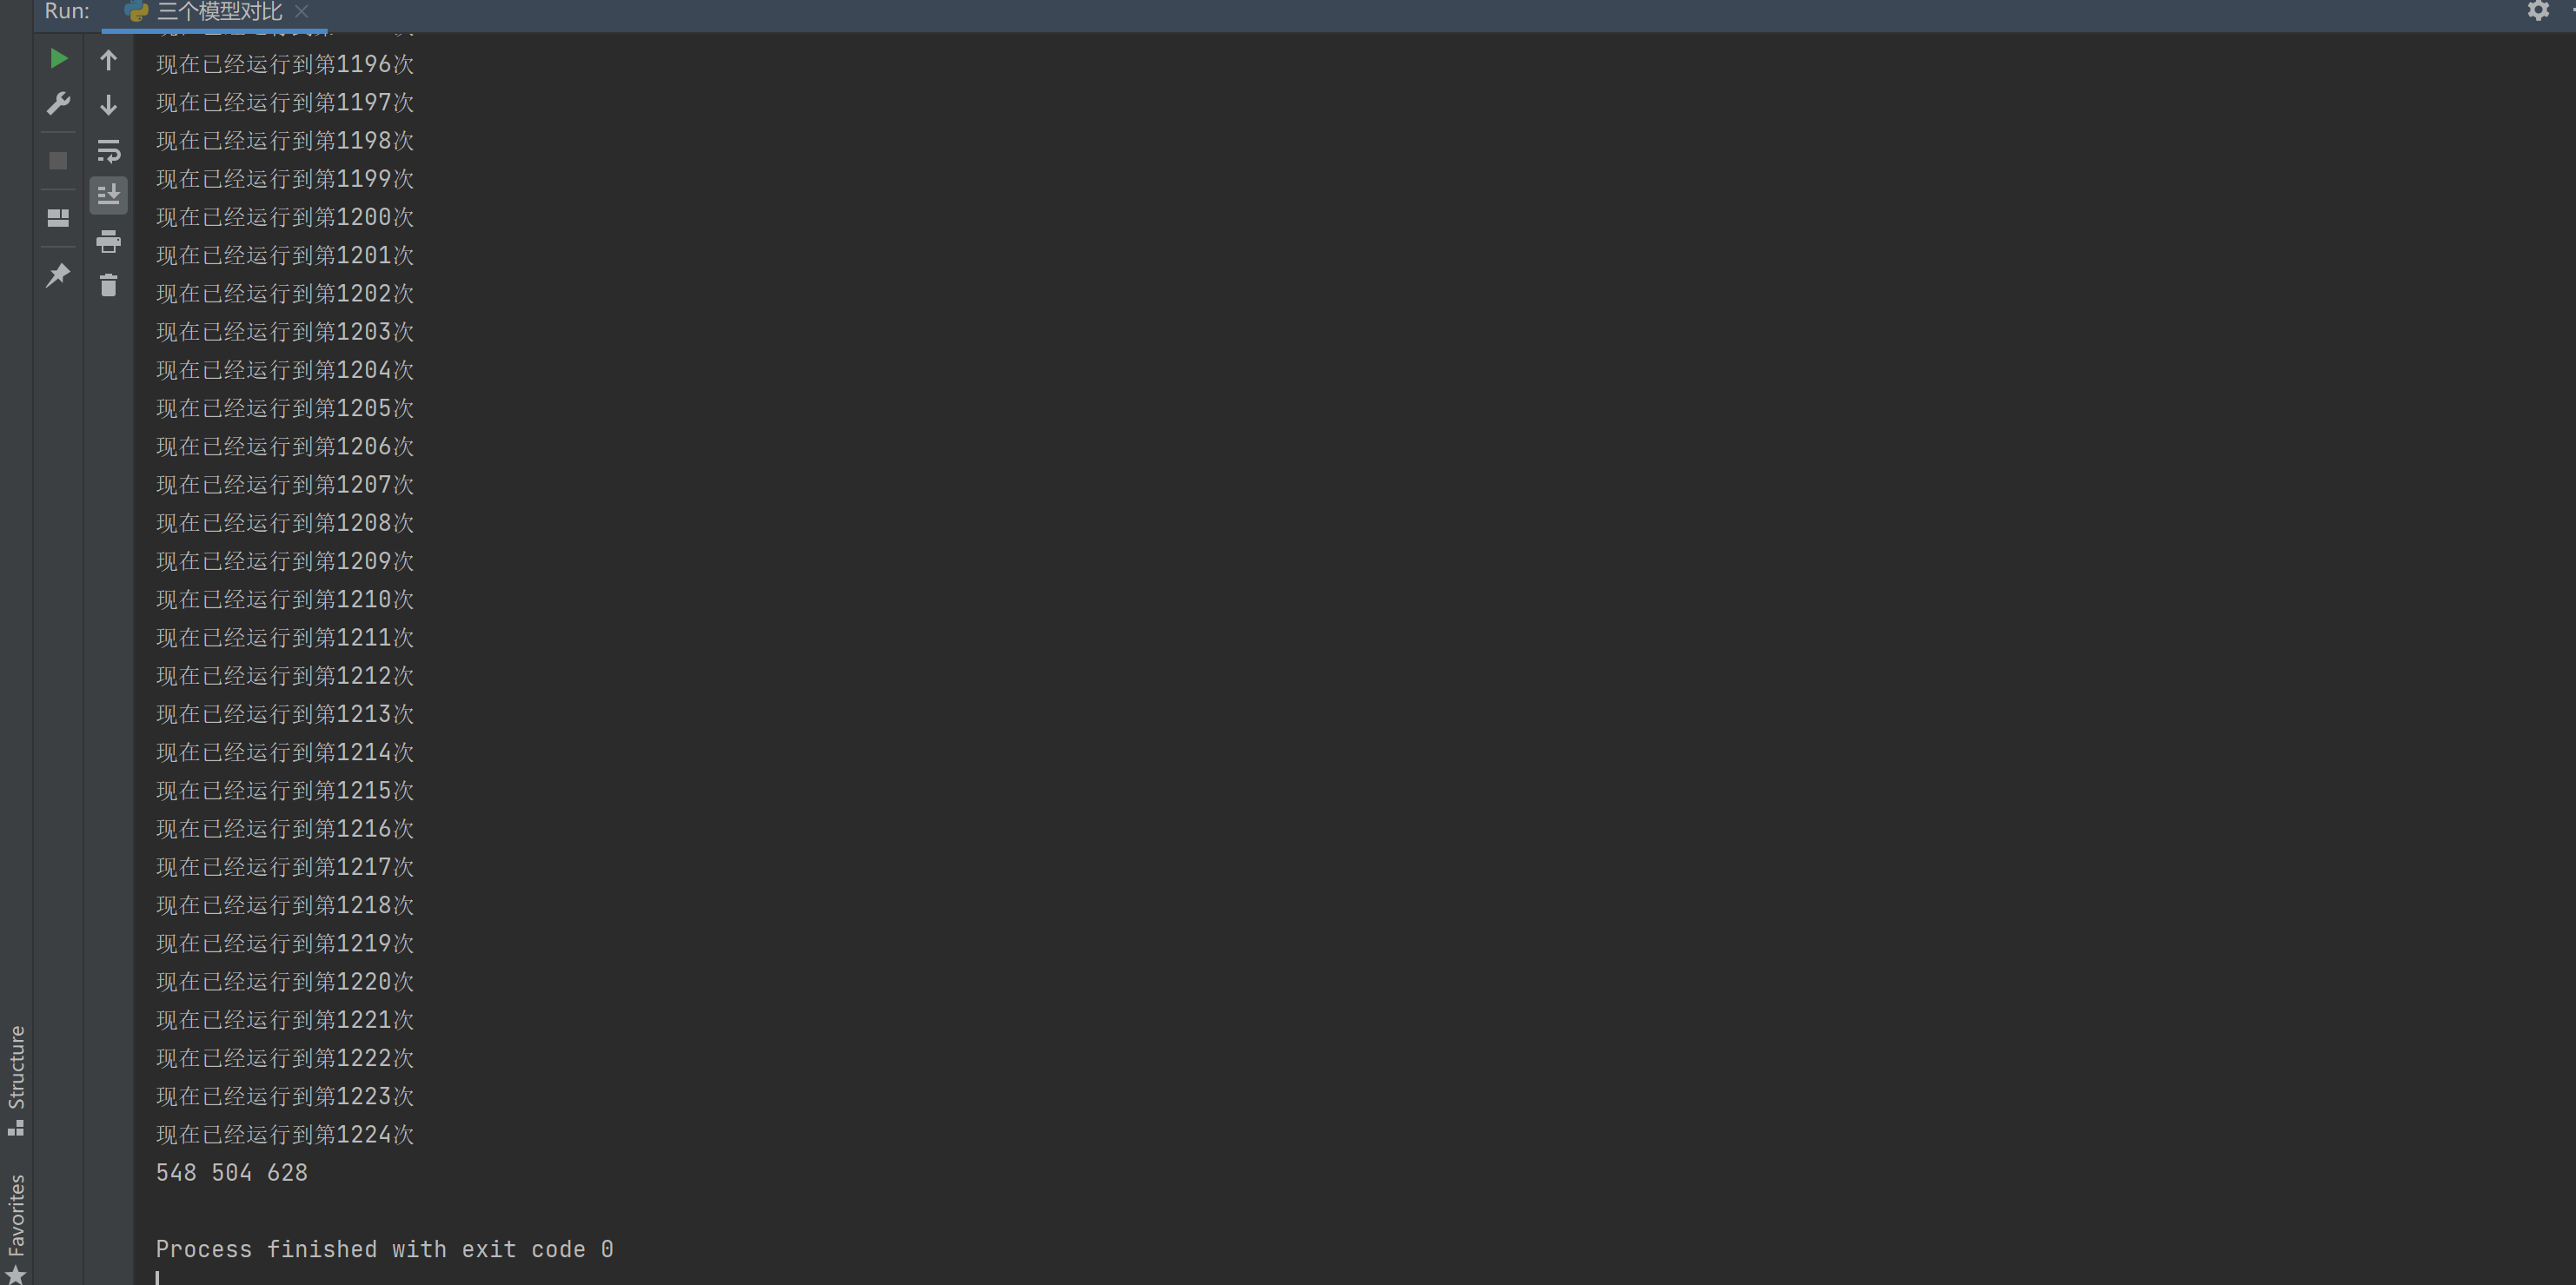 Run: 三个模型对比
现在已经运行到第1196次
现在已经运行到第1197次
现在已经运行到第1198次
现在已经运行到第1199次
现在已经运行到第1200次
现在已经运行到第1201次
现在已经运行到第1202次
现在已经运行到第1203次
现在已经运行到第1204次
现在已经运行到第1205次
现在已经运行到第1206次
现在已经运行到第1207次
现在已经运行到第1208次
现在已经运行到第1209次
现在已经运行到第1210次
现在已经运行到第1211次
现在已经运行到第1212次
现在已经运行到第1213次
现在已经运行到第1214次
现在已经运行到第1215次
现在已经运行到第1216次
现在已经运行到第1217次
现在已经运行到第1218次
现在已经运行到第1219次
现在已经运行到第1220次
现在已经运行到第1221次
现在已经运行到第1222次
现在已经运行到第1223次
现在已经运行到第1224次
548 504 628
Process finished with exit code 0
Structure
Favorites